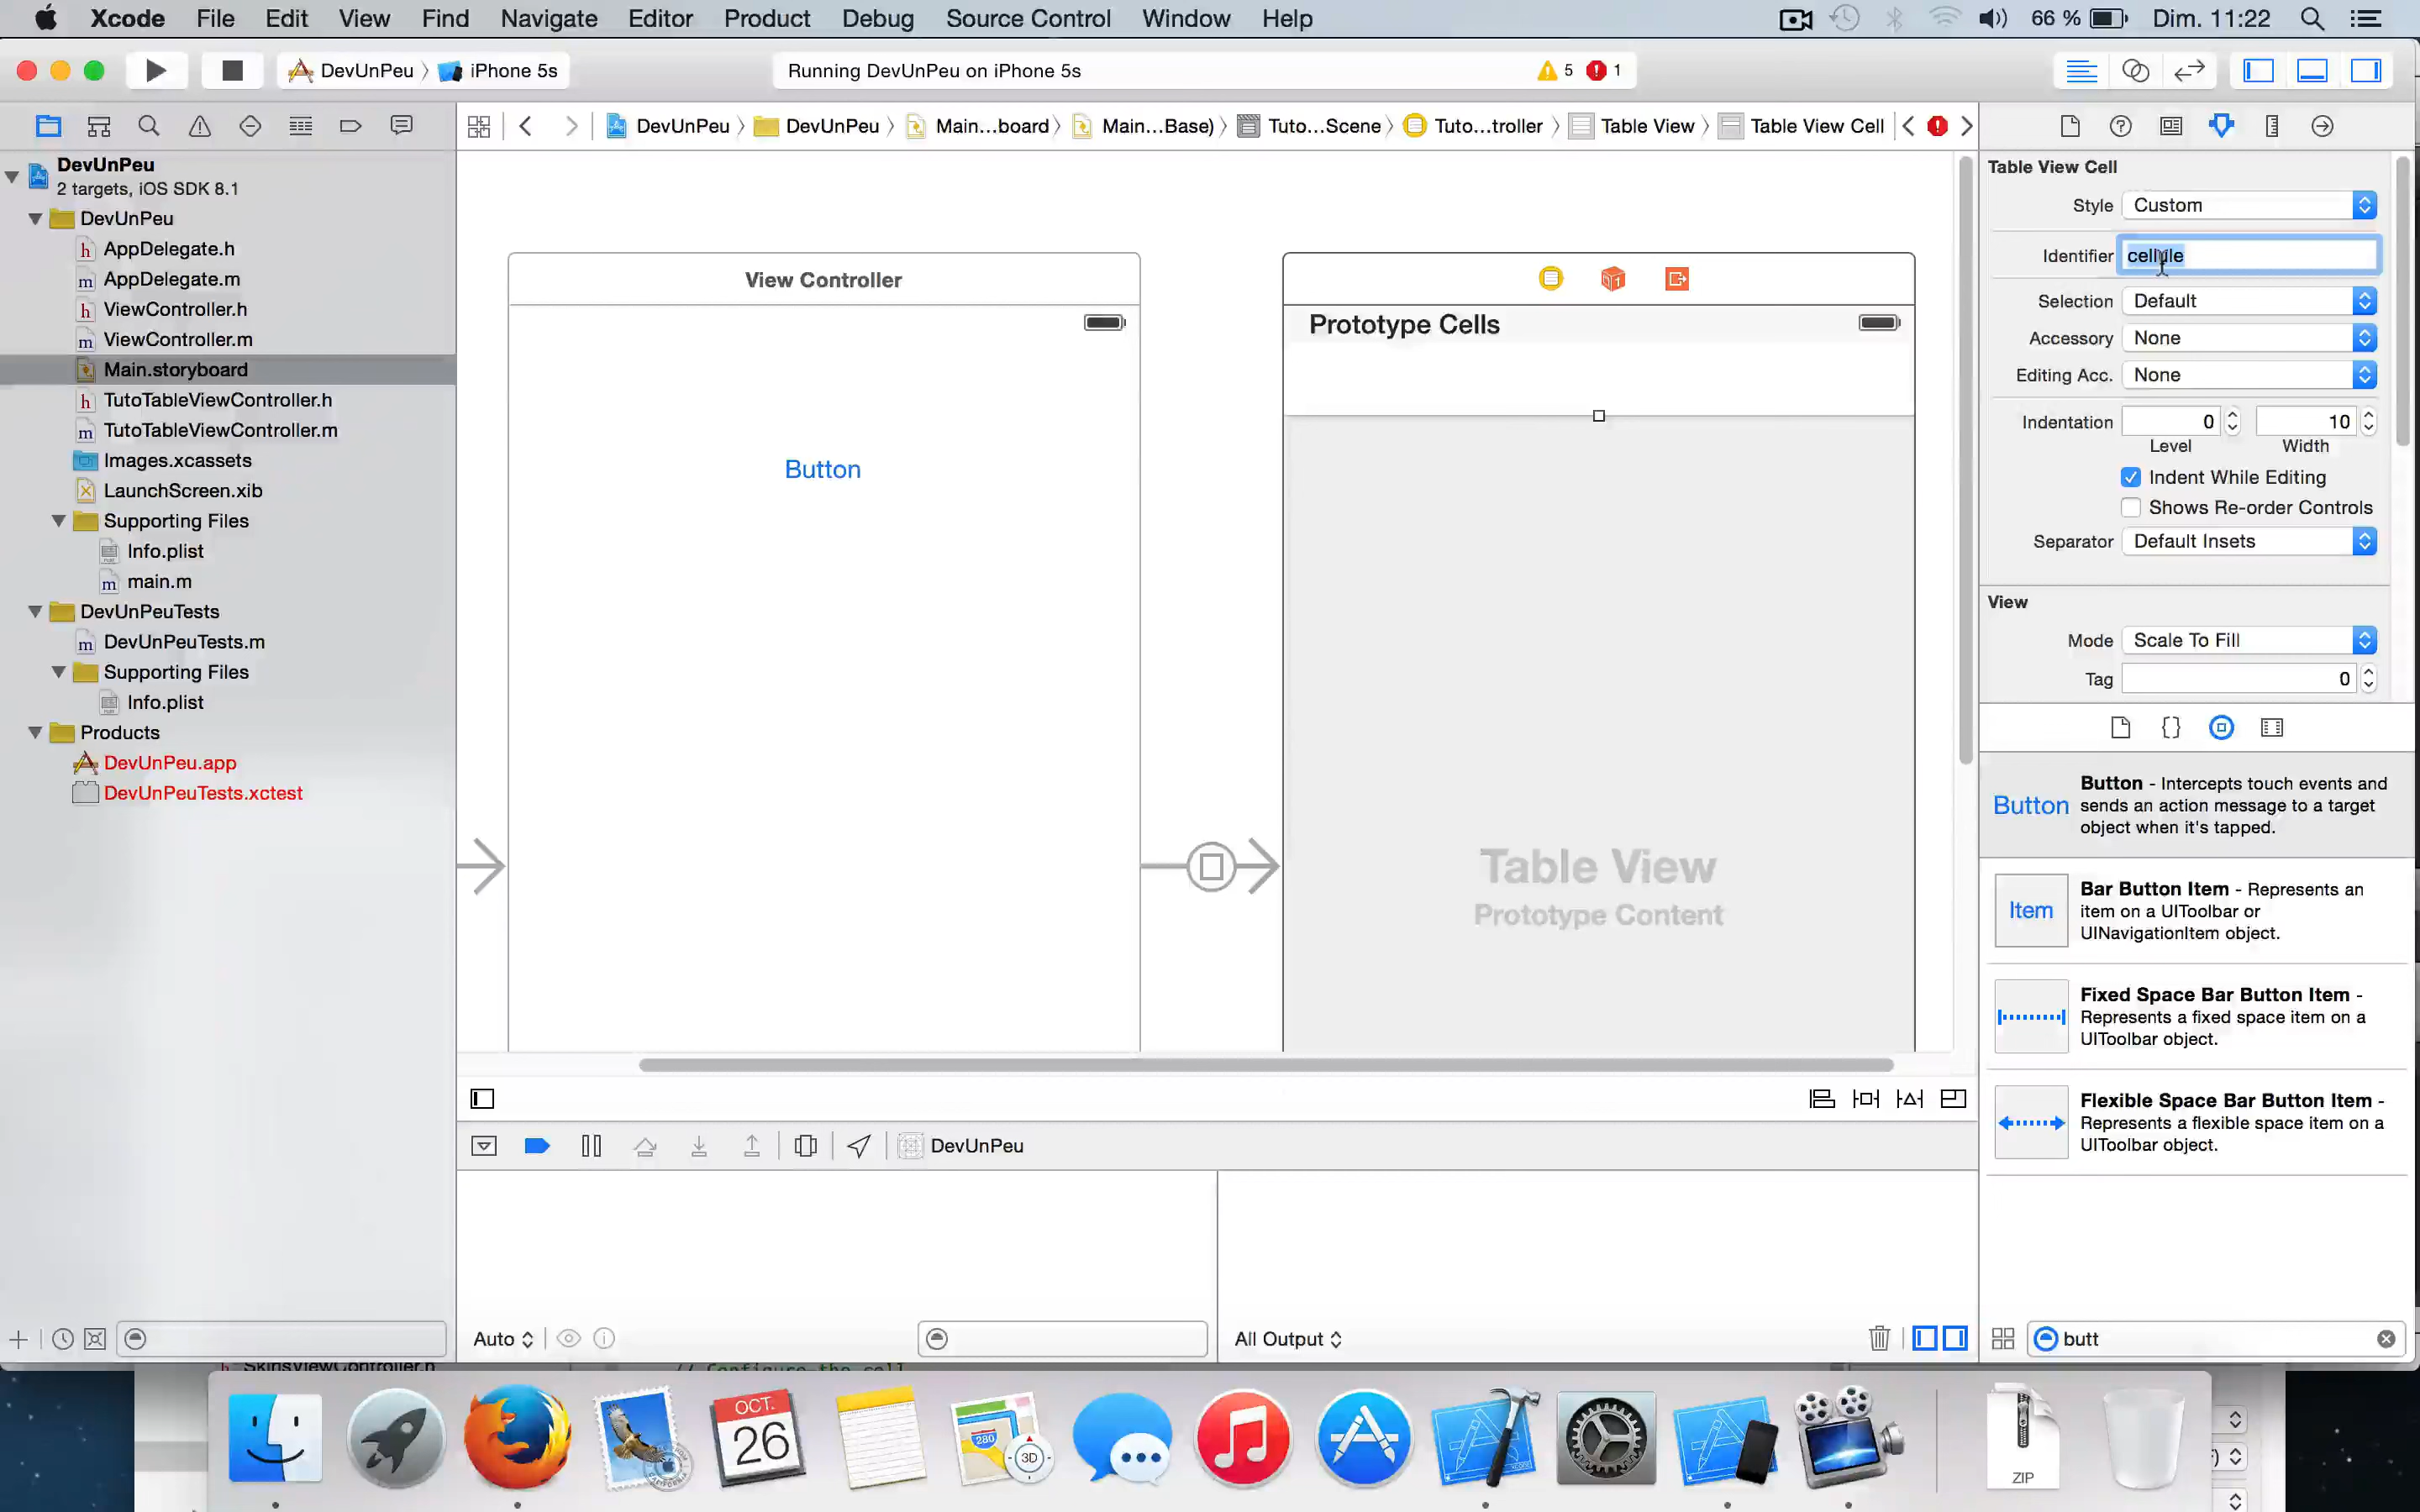 Xcode File Edit View Find Navigate Editor Product Debug Source Control Window Help 66 % Dim. 11:22
DevUnPeu iPhone 5s Running DevUnPeu on iPhone 5s 5 1
DevUnPeu DevUnPeu Main...board Main...Base) Tuto...Scene Tuto...troller Table View Table View Cell
DevUnPeu
2 targets, iOS SDK 8.1
DevUnPeu
AppDelegate.h
AppDelegate.m
ViewController.h
ViewController.m
Main.storyboard
TutoTableViewController.h
TutoTableViewController.m
Images.xcassets
LaunchScreen.xib
Supporting Files
Info.plist
main.m
DevUnPeuTests
DevUnPeuTests.m
Supporting Files
Info.plist
Products
DevUnPeu.app
DevUnPeuTests.xctest
View Controller
Button
Prototype Cells
Table View
Prototype Content
DevUnPeu
Auto
All Output
Table View Cell
Style Custom
Identifier cellule
Selection Default
Accessory None
Editing Acc. None
Indentation 0 10
Level Width
Indent While Editing
Shows Re-order Controls
Separator Default Insets
View
Mode Scale To Fill
Tag 0
Button
Button - Intercepts touch events and
sends an action message to a target
object when it's tapped.
Item
Bar Button Item - Represents an
item on a UIToolbar or
UINavigationItem object.
Fixed Space Bar Button Item -
Represents a fixed space item on a
UIToolbar object.
Flexible Space Bar Button Item -
Represents a flexible space item on a
UIToolbar object.
butt
SkinsViewController.h
// Configure the cell
OCT.
26
280
3D
ZIP